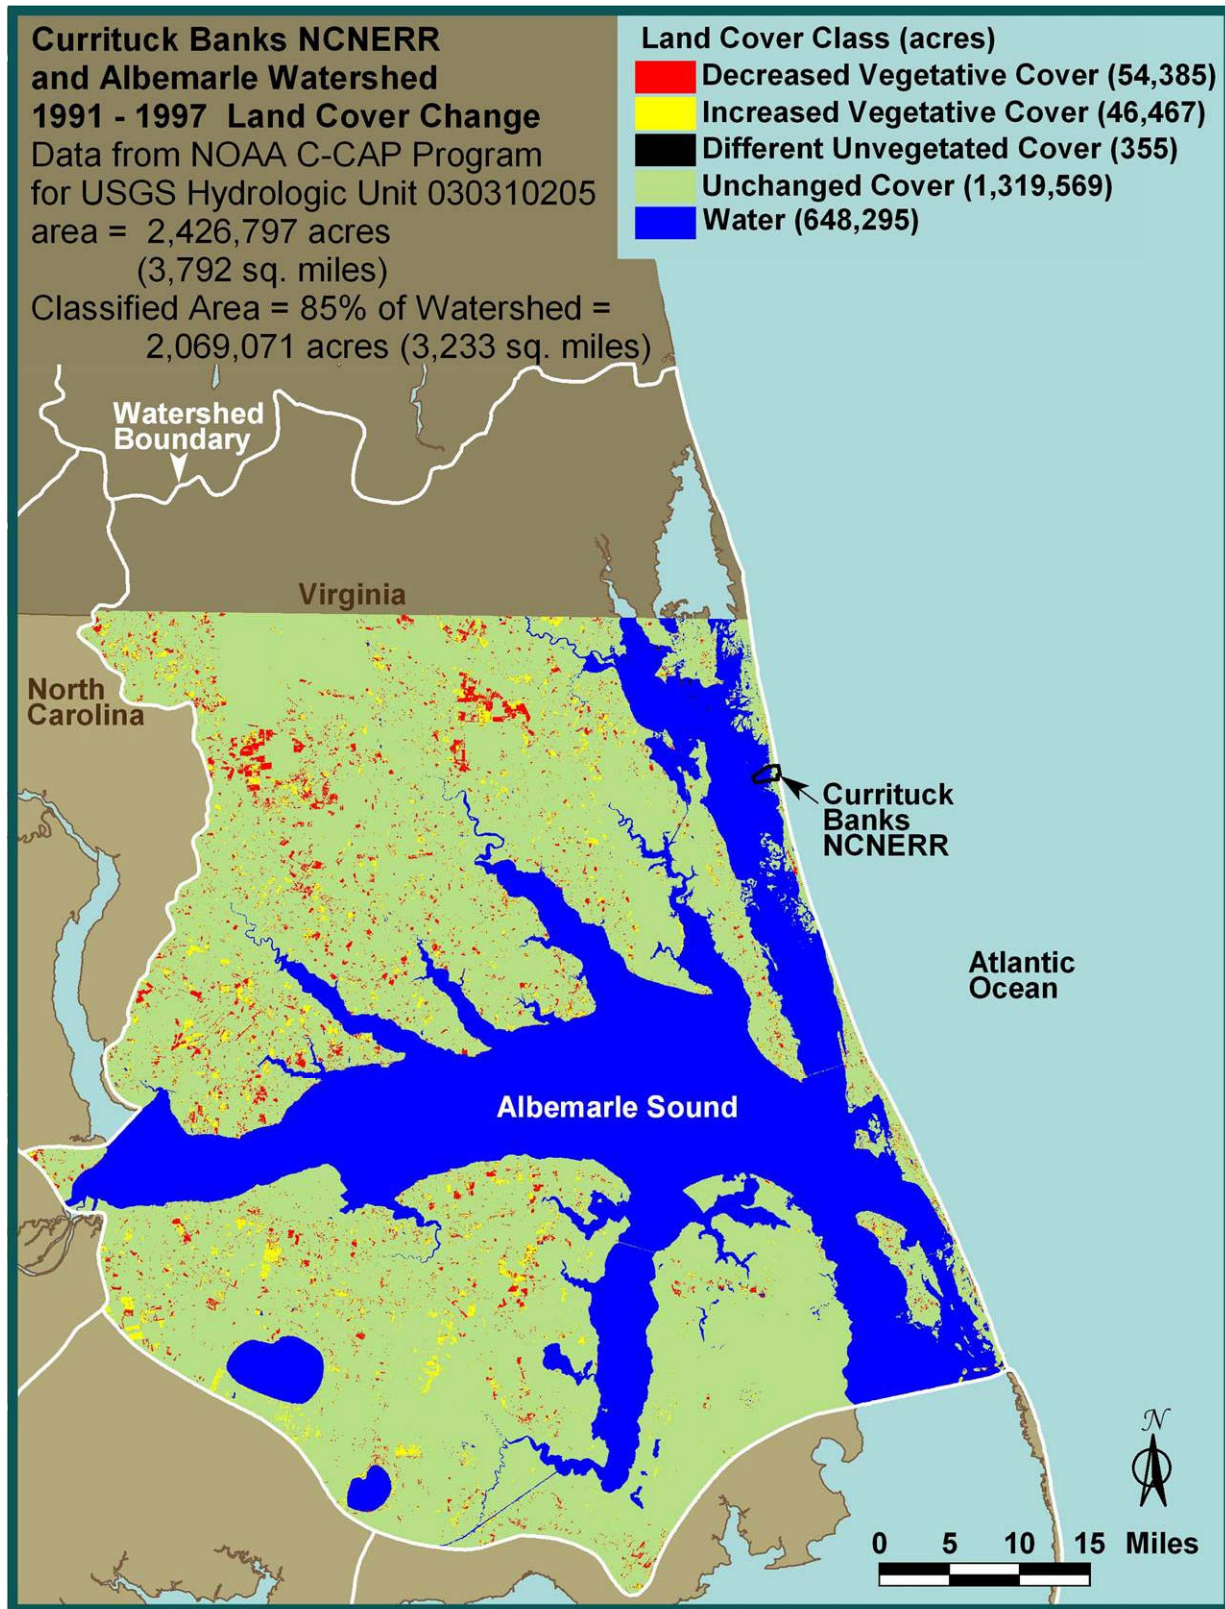 Currituck Banks NCNERR
and Albemarle Watershed
1991 - 1997 Land Cover Change
Data from NOAA C-CAP Program
for USGS Hydrologic Unit 030310205
area = 2,426,797 acres
(3,792 sq. miles)
Classified Area = 85% of Watershed =
2,069,071 acres (3,233 sq. miles)
Land Cover Class (acres)
Decreased Vegetative Cover (54,385)
Increased Vegetative Cover (46,467)
Different Unvegetated Cover (355)
Unchanged Cover (1,319,569)
Water (648,295)
Watershed
Boundary
Virginia
North
Carolina
Currituck
Banks
NCNERR
Atlantic
Ocean
Albemarle Sound
N
0 5 10 15 Miles